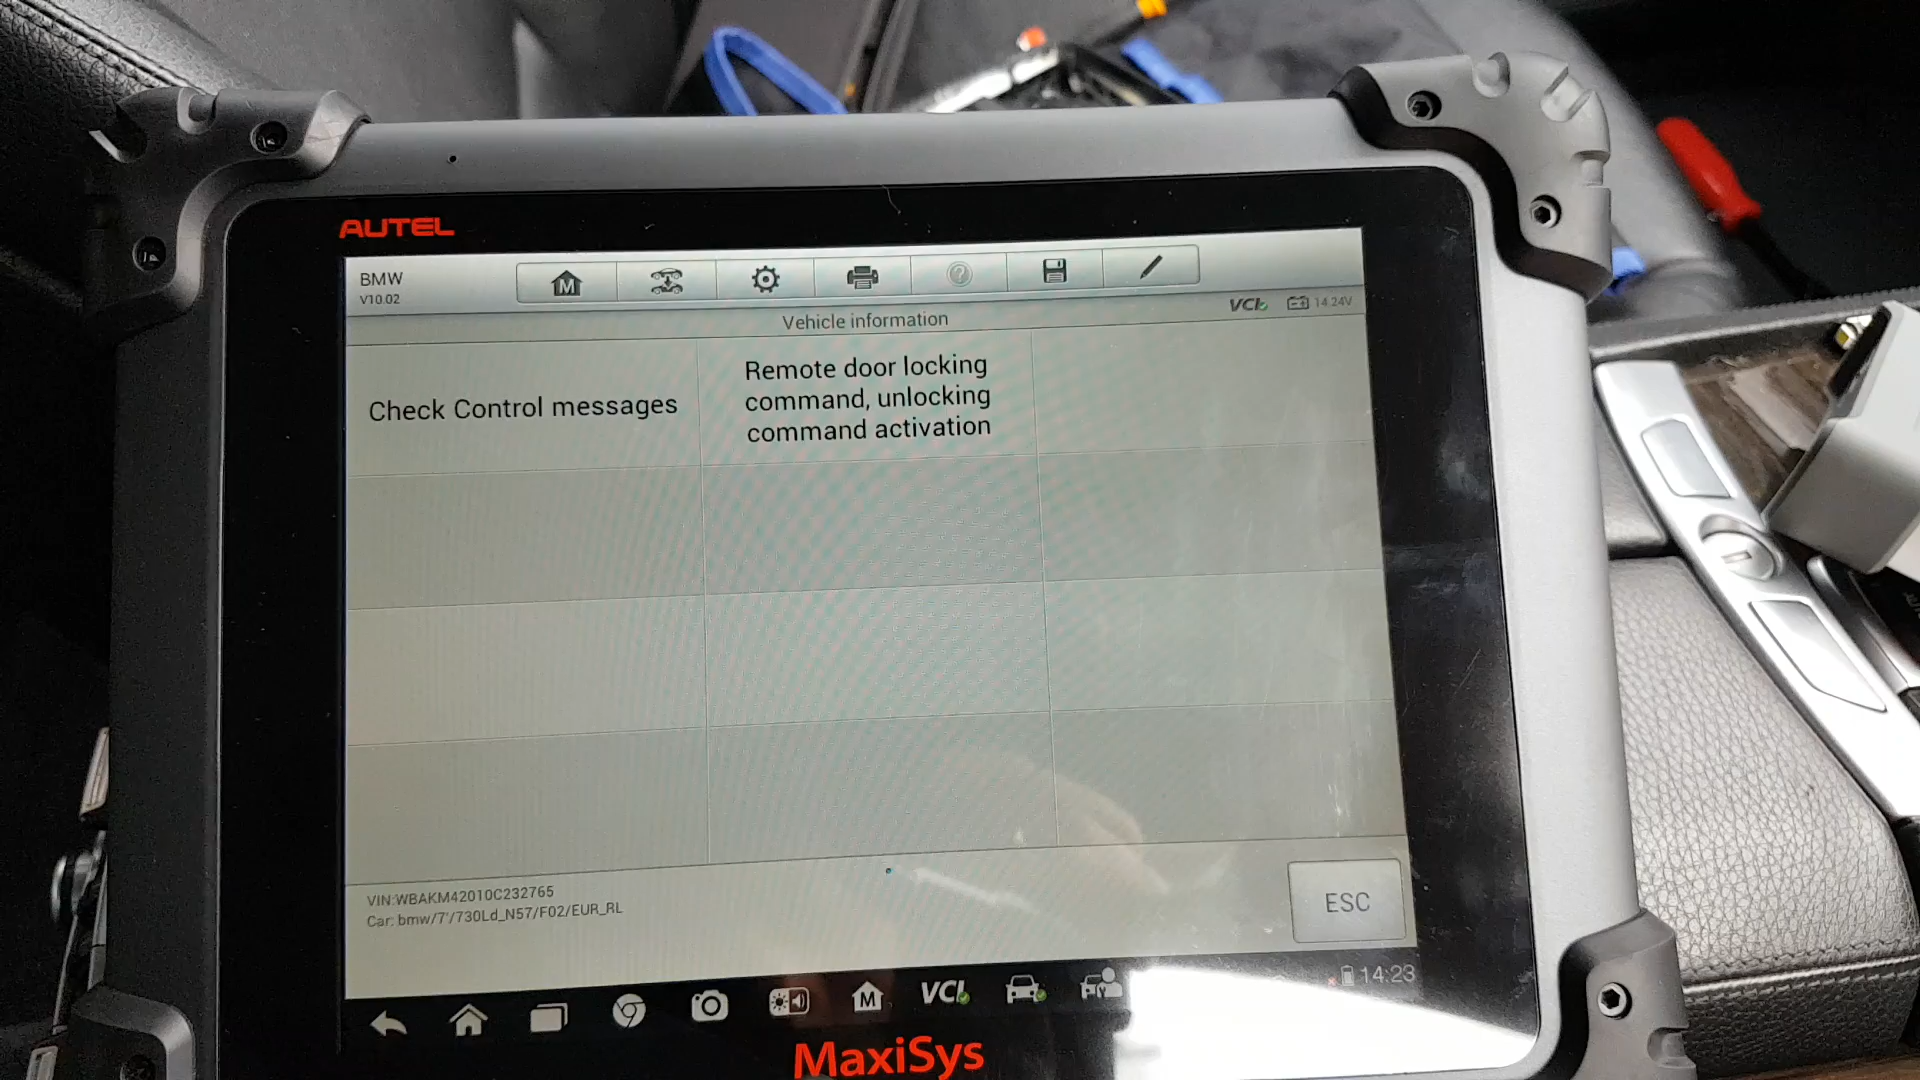 AUTEL
BMW
V10.02
M
VCI
14.24V
Vehicle information
Check Control messages
Remote door locking
command, unlocking
command activation
VIN:WBAKM42010C232765
Car: bmw/7'/730Ld_N57/F02/EUR_RL
ESC
M
VCI
14:23
MaxiSys